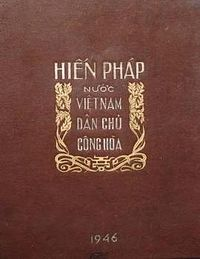 HIẾN PHÁP
NƯỚC
VIỆT NAM
DÂN CHỦ
CỘNG HÒA
1946